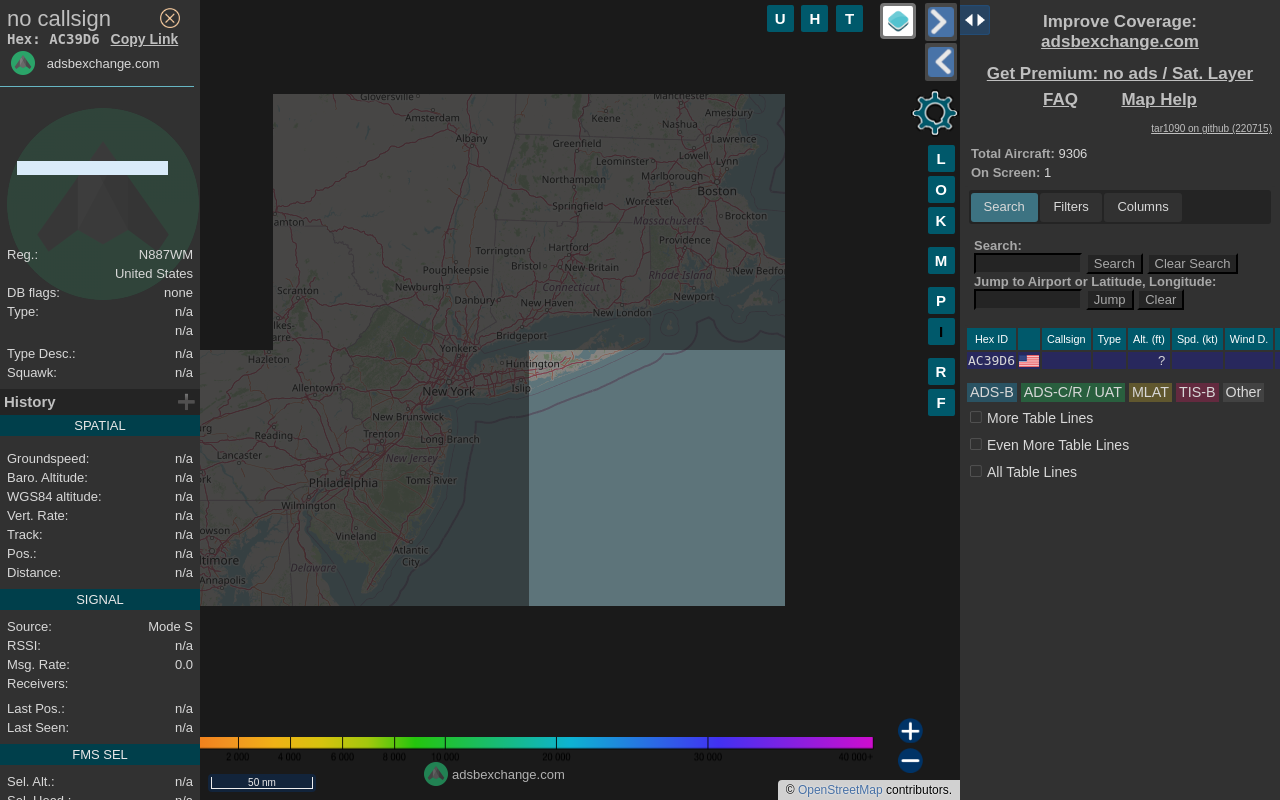 no callsign
Hex: AC39D6 Copy Link
adsbexchange.com
Reg.: N887WM
United States
DB flags: none
Type: n/a
n/a
Type Desc.: n/a
Squawk: n/a
History
SPATIAL
Groundspeed: n/a
Baro. Altitude: n/a
WGS84 altitude: n/a
Vert. Rate: n/a
Track: n/a
Pos.: n/a
Distance: n/a
SIGNAL
Source: Mode S
RSSI: n/a
Msg. Rate: 0.0
Receivers:
Last Pos.: n/a
Last Seen: n/a
FMS SEL
Sel. Alt.: n/a
Sel. Head.: n/a
U H T
L
O
K
M
P
I
R
F
Gloversville
Manchester
Amsterdam
Keene
Amesbury
Nashua
Albany
Lawrence
Greenfield
Lowell
Leominster
Lynn
Northampton
Marlborough
Boston
Springfield
Worcester
Brockton
Massachusetts
Torrington
Hartford
Providence
Bristol
New Britain
Poughkeepsie
Rhode Island
New Bedfo
Scranton
Newburgh
Connecticut
Danbury
New Haven
Newport
New London
Bridgeport
Hazleton
Yonkers
Huntington
Allentown
New York
Islip
New Brunswick
Reading
Trenton
Long Branch
Lancaster
New Jersey
Philadelphia
Toms River
Wilmington
Vineland
Atlantic
City
Delaware
Annapolis
2 000 4 000 6 000 8 000 10 000 20 000 30 000 40 000+
50 nm
adsbexchange.com
© OpenStreetMap contributors.
Improve Coverage:
adsbexchange.com
Get Premium: no ads / Sat. Layer
FAQ Map Help
tar1090 on github (220715)
Total Aircraft: 9306
On Screen: 1
Search Filters Columns
Search:
Search Clear Search
Jump to Airport or Latitude, Longitude:
Jump Clear
Hex ID Callsign Type Alt. (ft) Spd. (kt) Wind D.
AC39D6 ?
ADS-B ADS-C/R / UAT MLAT TIS-B Other
More Table Lines
Even More Table Lines
All Table Lines